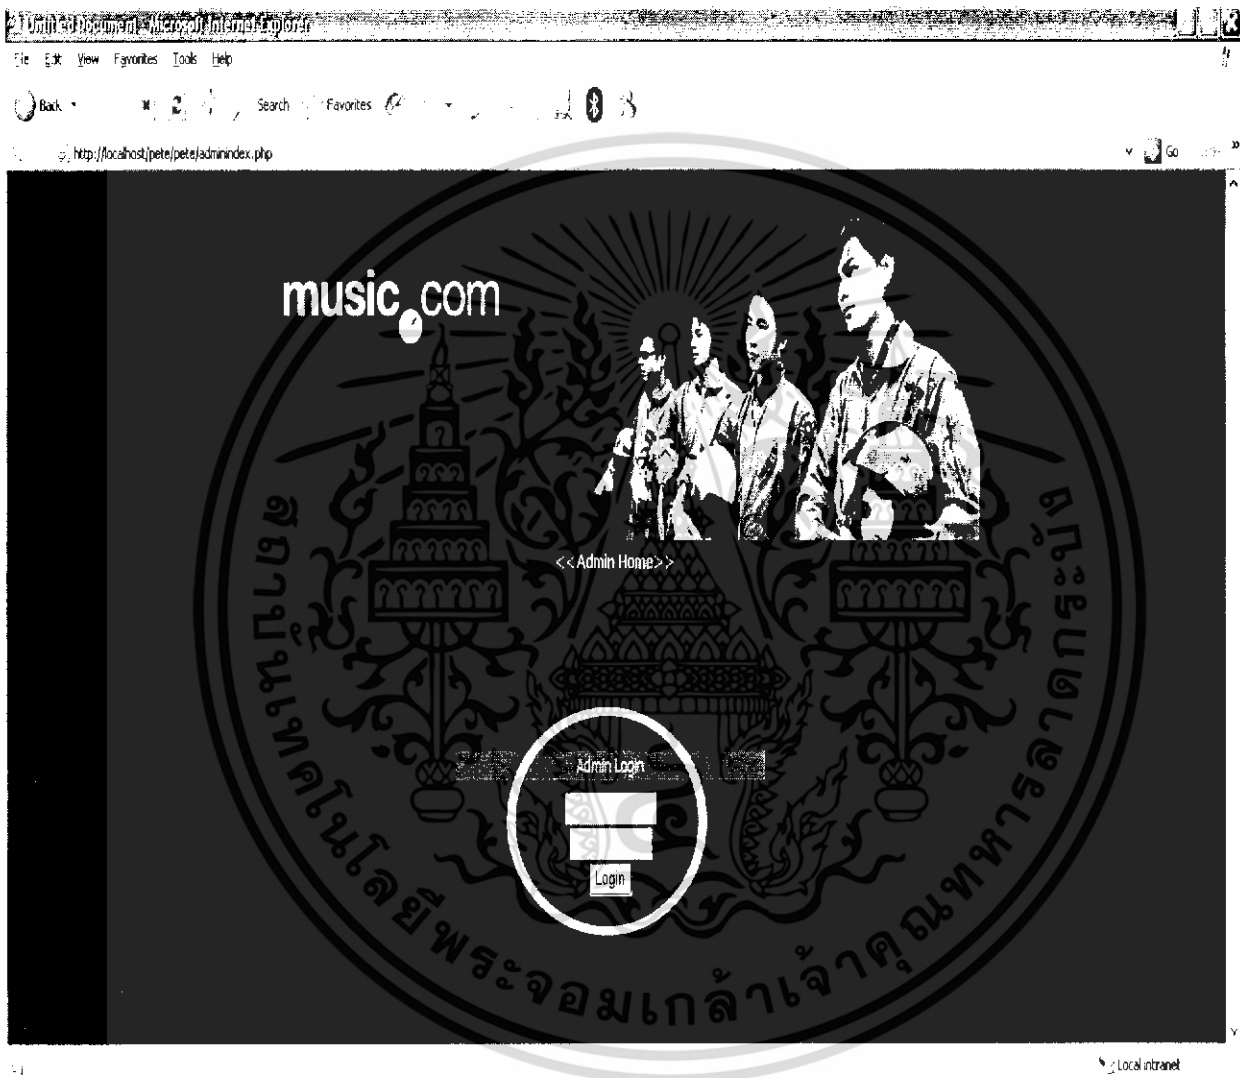 Untitled Document - Microsoft Internet Explorer
File Edit View Favorites Tools Help
Back Search Favorites
http://localhost/pete/pete/adminindex.php Go
music.com
<<Admin Home>>
Admin Login
Login
สถาบันเทคโนโลยีพระจอมเกล้าเจ้าคุณทหารลาดกระบัง
Local intranet